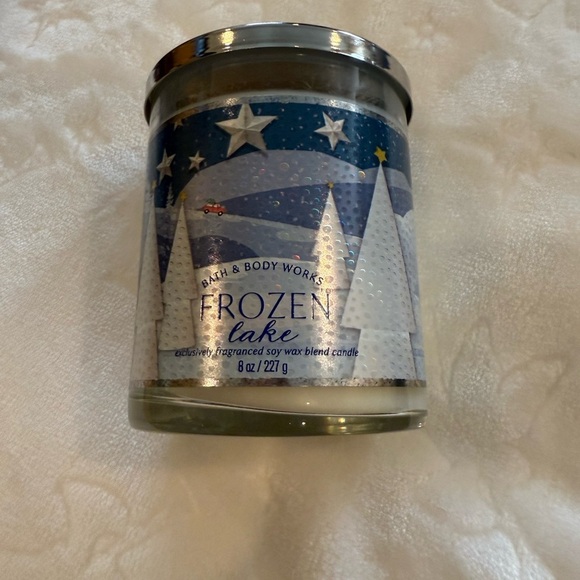 BATH & BODY WORKS
FROZEN
lake
exclusively fragranced soy wax blend candle
8 oz / 227 g